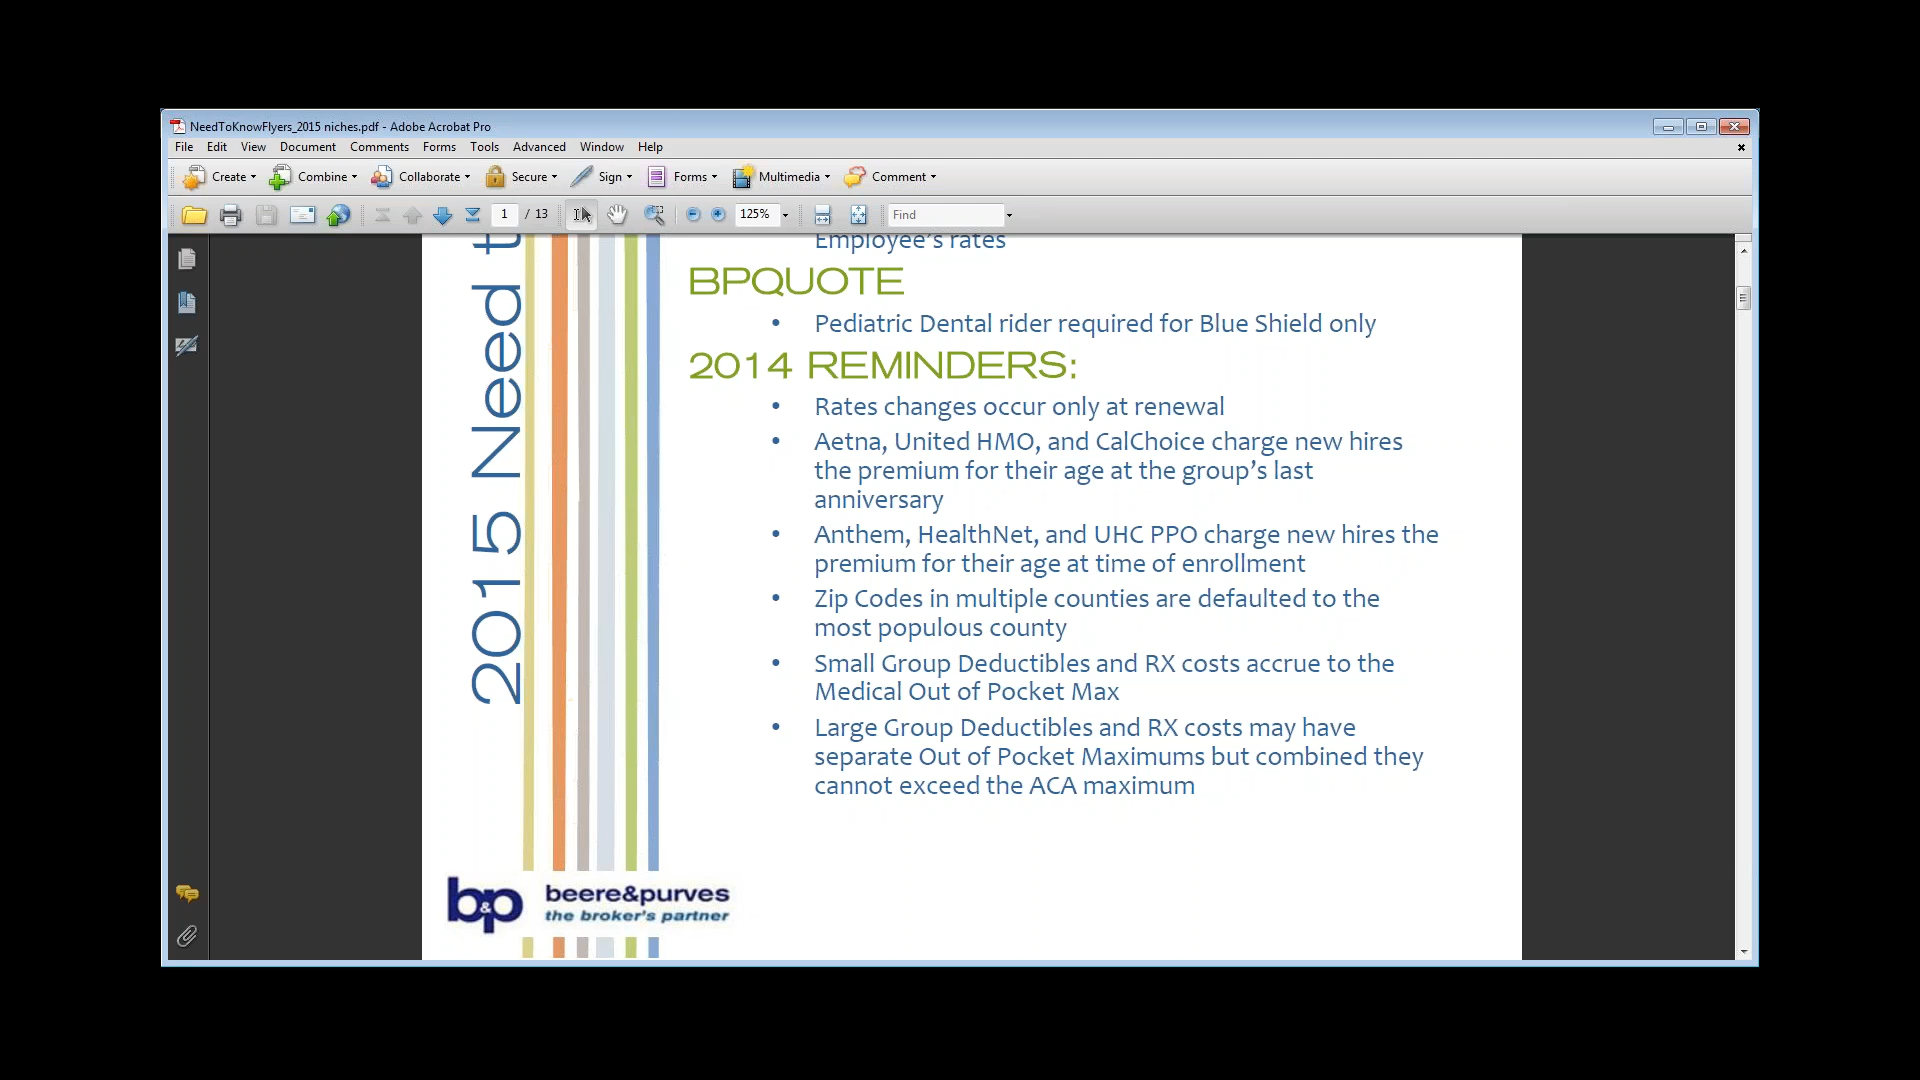 NeedToKnowFlyers_2015 niches.pdf - Adobe Acrobat Pro
File Edit View Document Comments Forms Tools Advanced Window Help
Create Combine Collaborate Secure Sign Forms Multimedia Comment
1 / 13 125% Find
Employee's rates
BPQUOTE
• Pediatric Dental rider required for Blue Shield only
2014 REMINDERS:
• Rates changes occur only at renewal
• Aetna, United HMO, and CalChoice charge new hires
the premium for their age at the group's last
anniversary
• Anthem, HealthNet, and UHC PPO charge new hires the
premium for their age at time of enrollment
• Zip Codes in multiple counties are defaulted to the
most populous county
• Small Group Deductibles and RX costs accrue to the
Medical Out of Pocket Max
• Large Group Deductibles and RX costs may have
separate Out of Pocket Maximums but combined they
cannot exceed the ACA maximum
2015 Need t
b&p beere&purves
the broker's partner